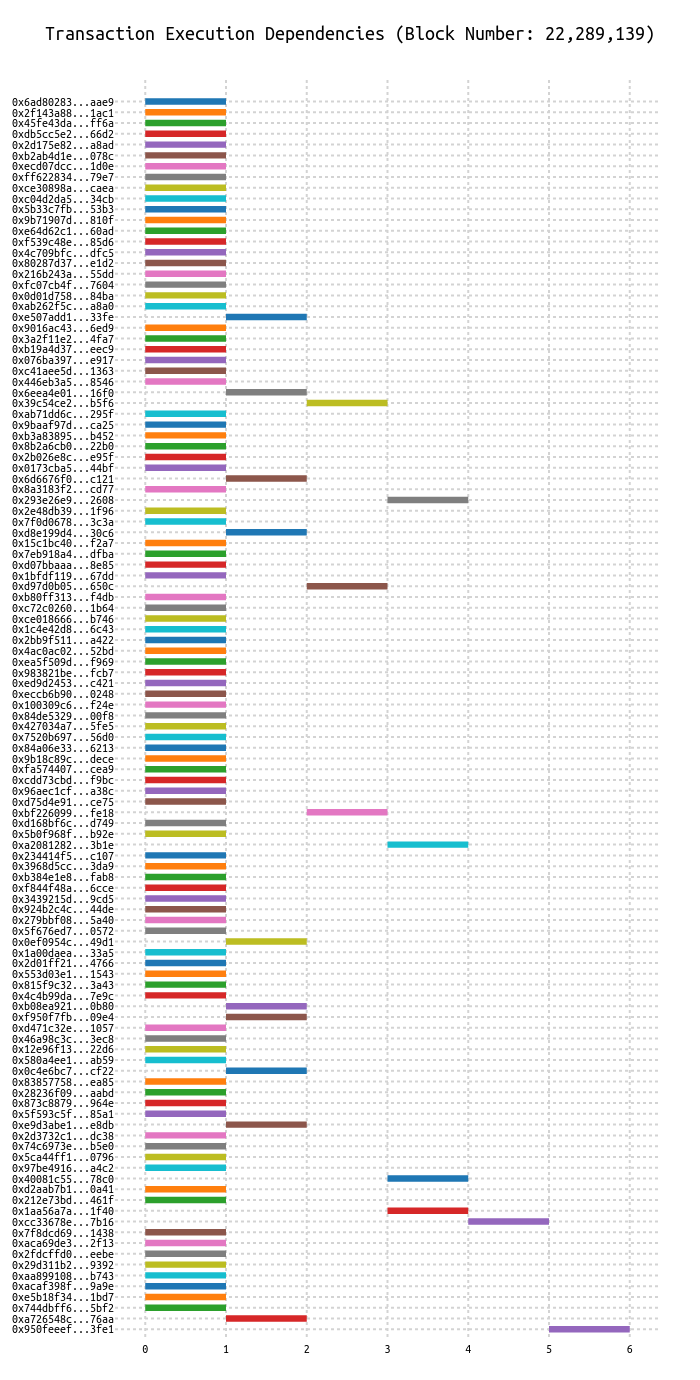 Transaction Execution Dependencies (Block Number: 22,289,139)
0x6ad80283...aae9
0x2f143a88...1ac1
0x45fe43da...ff6a
0xdb5cc5e2...66d2
0x2d175e82...a8ad
0xb2ab4d1e...078c
0xecd07dcc...1d0e
0xff622834...79e7
0xce30898a...caea
0xc04d2da5...34cb
0x5b33c7fb...53b3
0x9b71907d...810f
0xe64d62c1...60ad
0xf539c48e...85d6
0x4c709bfc...dfc5
0x80287d37...e1d2
0x216b243a...55dd
0xfc07cb4f...7604
0x0d01d758...84ba
0xab262f5c...a8a0
0xe507add1...33fe
0x9016ac43...6ed9
0x3a2f11e2...4fa7
0xb19a4d37...eec9
0x076ba397...e917
0xc41aee5d...1363
0x446eb3a5...8546
0x6eea4e01...16f0
0x39c54ce2...b5f6
0xab71dd6c...295f
0x9baaf97d...ca25
0xb3a83895...b452
0x8b2a6cb0...22b0
0x2b026e8c...e95f
0x0173cba5...44bf
0x6d6676f0...c121
0x8a3183f2...cd77
0x293e26e9...2608
0x2e48db39...1f96
0x7f0d0678...3c3a
0xd8e199d4...30c6
0x15c1bc40...f2a7
0x7eb918a4...dfba
0xd07bbaaa...8e85
0x1bfdf119...67dd
0xd97d0b05...650c
0xb80ff313...f4db
0xc72c0260...1b64
0xce018666...b746
0x1c4e42d8...6c43
0x2bb9f511...a422
0x4ac0ac02...52bd
0xea5f509d...f969
0x983821be...fcb7
0xed9d2453...c421
0xeccb6b90...0248
0x100309c6...f24e
0x84de5329...00f8
0x427034a7...5fe5
0x7520b697...56d0
0x84a06e33...6213
0x9b18c89c...dece
0xfa574407...cea9
0xcdd73cbd...f9bc
0x96aec1cf...a38c
0xd75d4e91...ce75
0xbf226099...fe18
0xd168bf6c...d749
0x5b0f968f...b92e
0xa2081282...3b1e
0x234414f5...c107
0x3968d5cc...3da9
0xb384e1e8...fab8
0xf844f48a...6cce
0x3439215d...9cd5
0x924b2c4c...44de
0x279bbf08...5a40
0x5f676ed7...0572
0x0ef0954c...49d1
0x1a00daea...33a5
0x2d01ff21...4766
0x553d03e1...1543
0x815f9c32...3a43
0x4c4b99da...7e9c
0xb08ea921...0b80
0xf950f7fb...09e4
0xd471c32e...1057
0x46a98c3c...3ec8
0x12e96f13...22d6
0x580a4ee1...ab59
0x0c4e6bc7...cf22
0x83857758...ea85
0x28236f09...aabd
0x873c8879...964e
0x5f593c5f...85a1
0xe9d3abe1...e8db
0x2d3732c1...dc38
0x74c6973e...b5e0
0x5ca44ff1...0796
0x97be4916...a4c2
0x40081c55...78c0
0xd2aab7b1...0a41
0x212e73bd...461f
0x1aa56a7a...1f40
0xcc33678e...7b16
0x7f8dcd69...1438
0xaca69de3...2f13
0x2fdcffd0...eebe
0x29d311b2...9392
0xaa899108...b743
0xacaf398f...9a9e
0xe5b18f34...1bd7
0x744dbff6...5bf2
0xa726548c...76aa
0x950feeef...3fe1
0 1 2 3 4 5 6